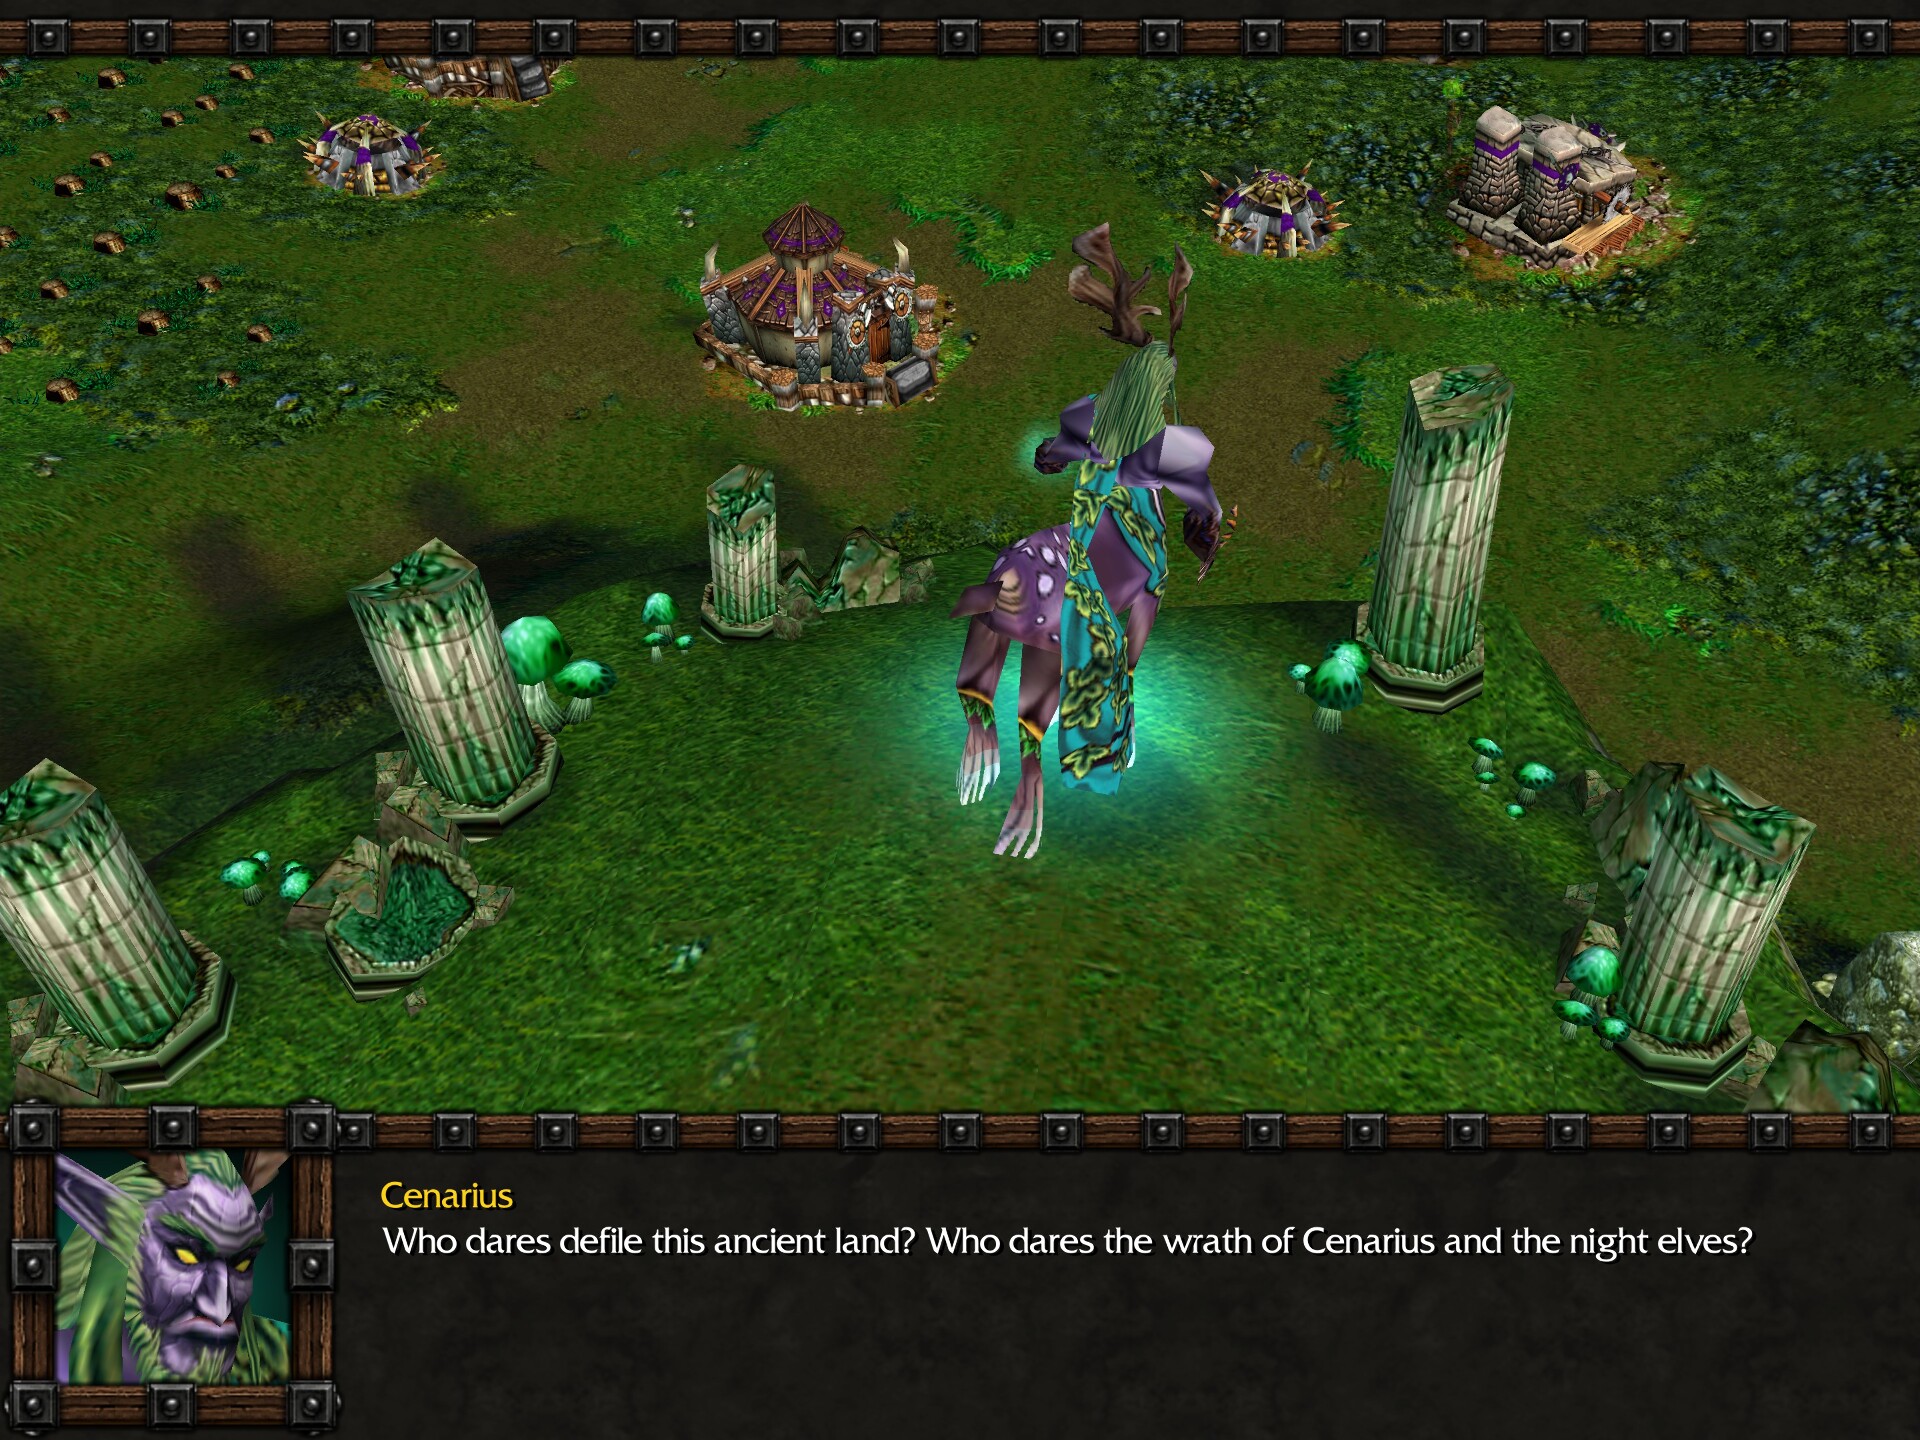 Cenarius
Who dares defile this ancient land? Who dares the wrath of Cenarius and the night elves?